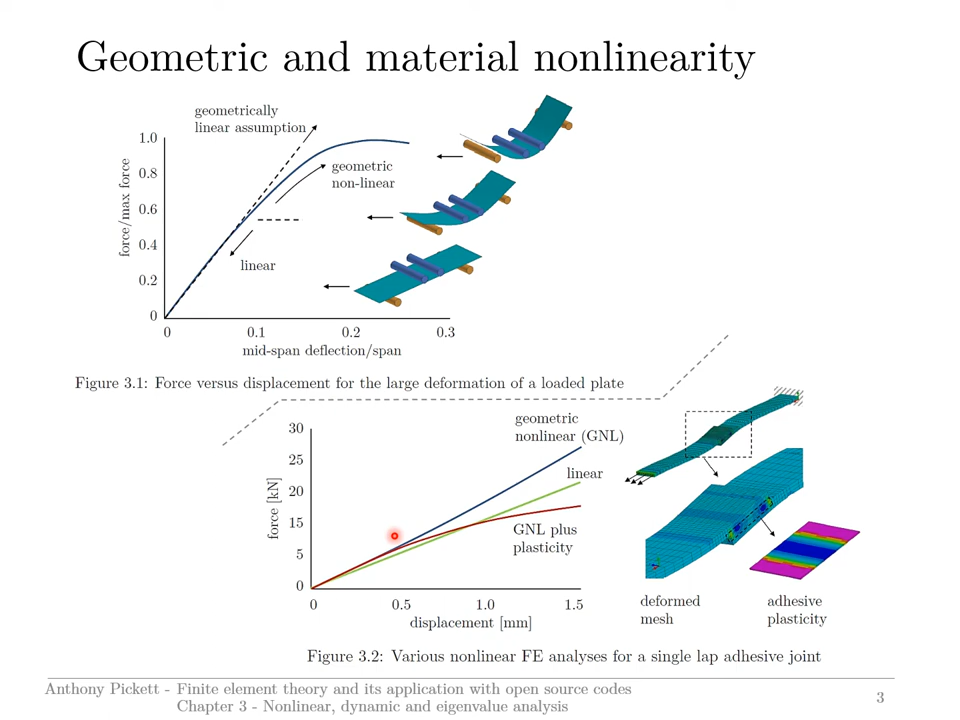 Geometric and material nonlinearity
geometrically
linear assumption
geometric
non-linear
linear
force/max force
1.0
0.8
0.6
0.4
0.2
0
0
0.1
0.2
0.3
mid-span deflection/span
Figure 3.1: Force versus displacement for the large deformation of a loaded plate
geometric
nonlinear (GNL)
linear
GNL plus
plasticity
force [kN]
30
25
20
15
5
0
0
0.5
1.0
1.5
displacement [mm]
deformed
mesh
adhesive
plasticity
Figure 3.2: Various nonlinear FE analyses for a single lap adhesive joint
Anthony Pickett - Finite element theory and its application with open source codes
Chapter 3 - Nonlinear, dynamic and eigenvalue analysis
3